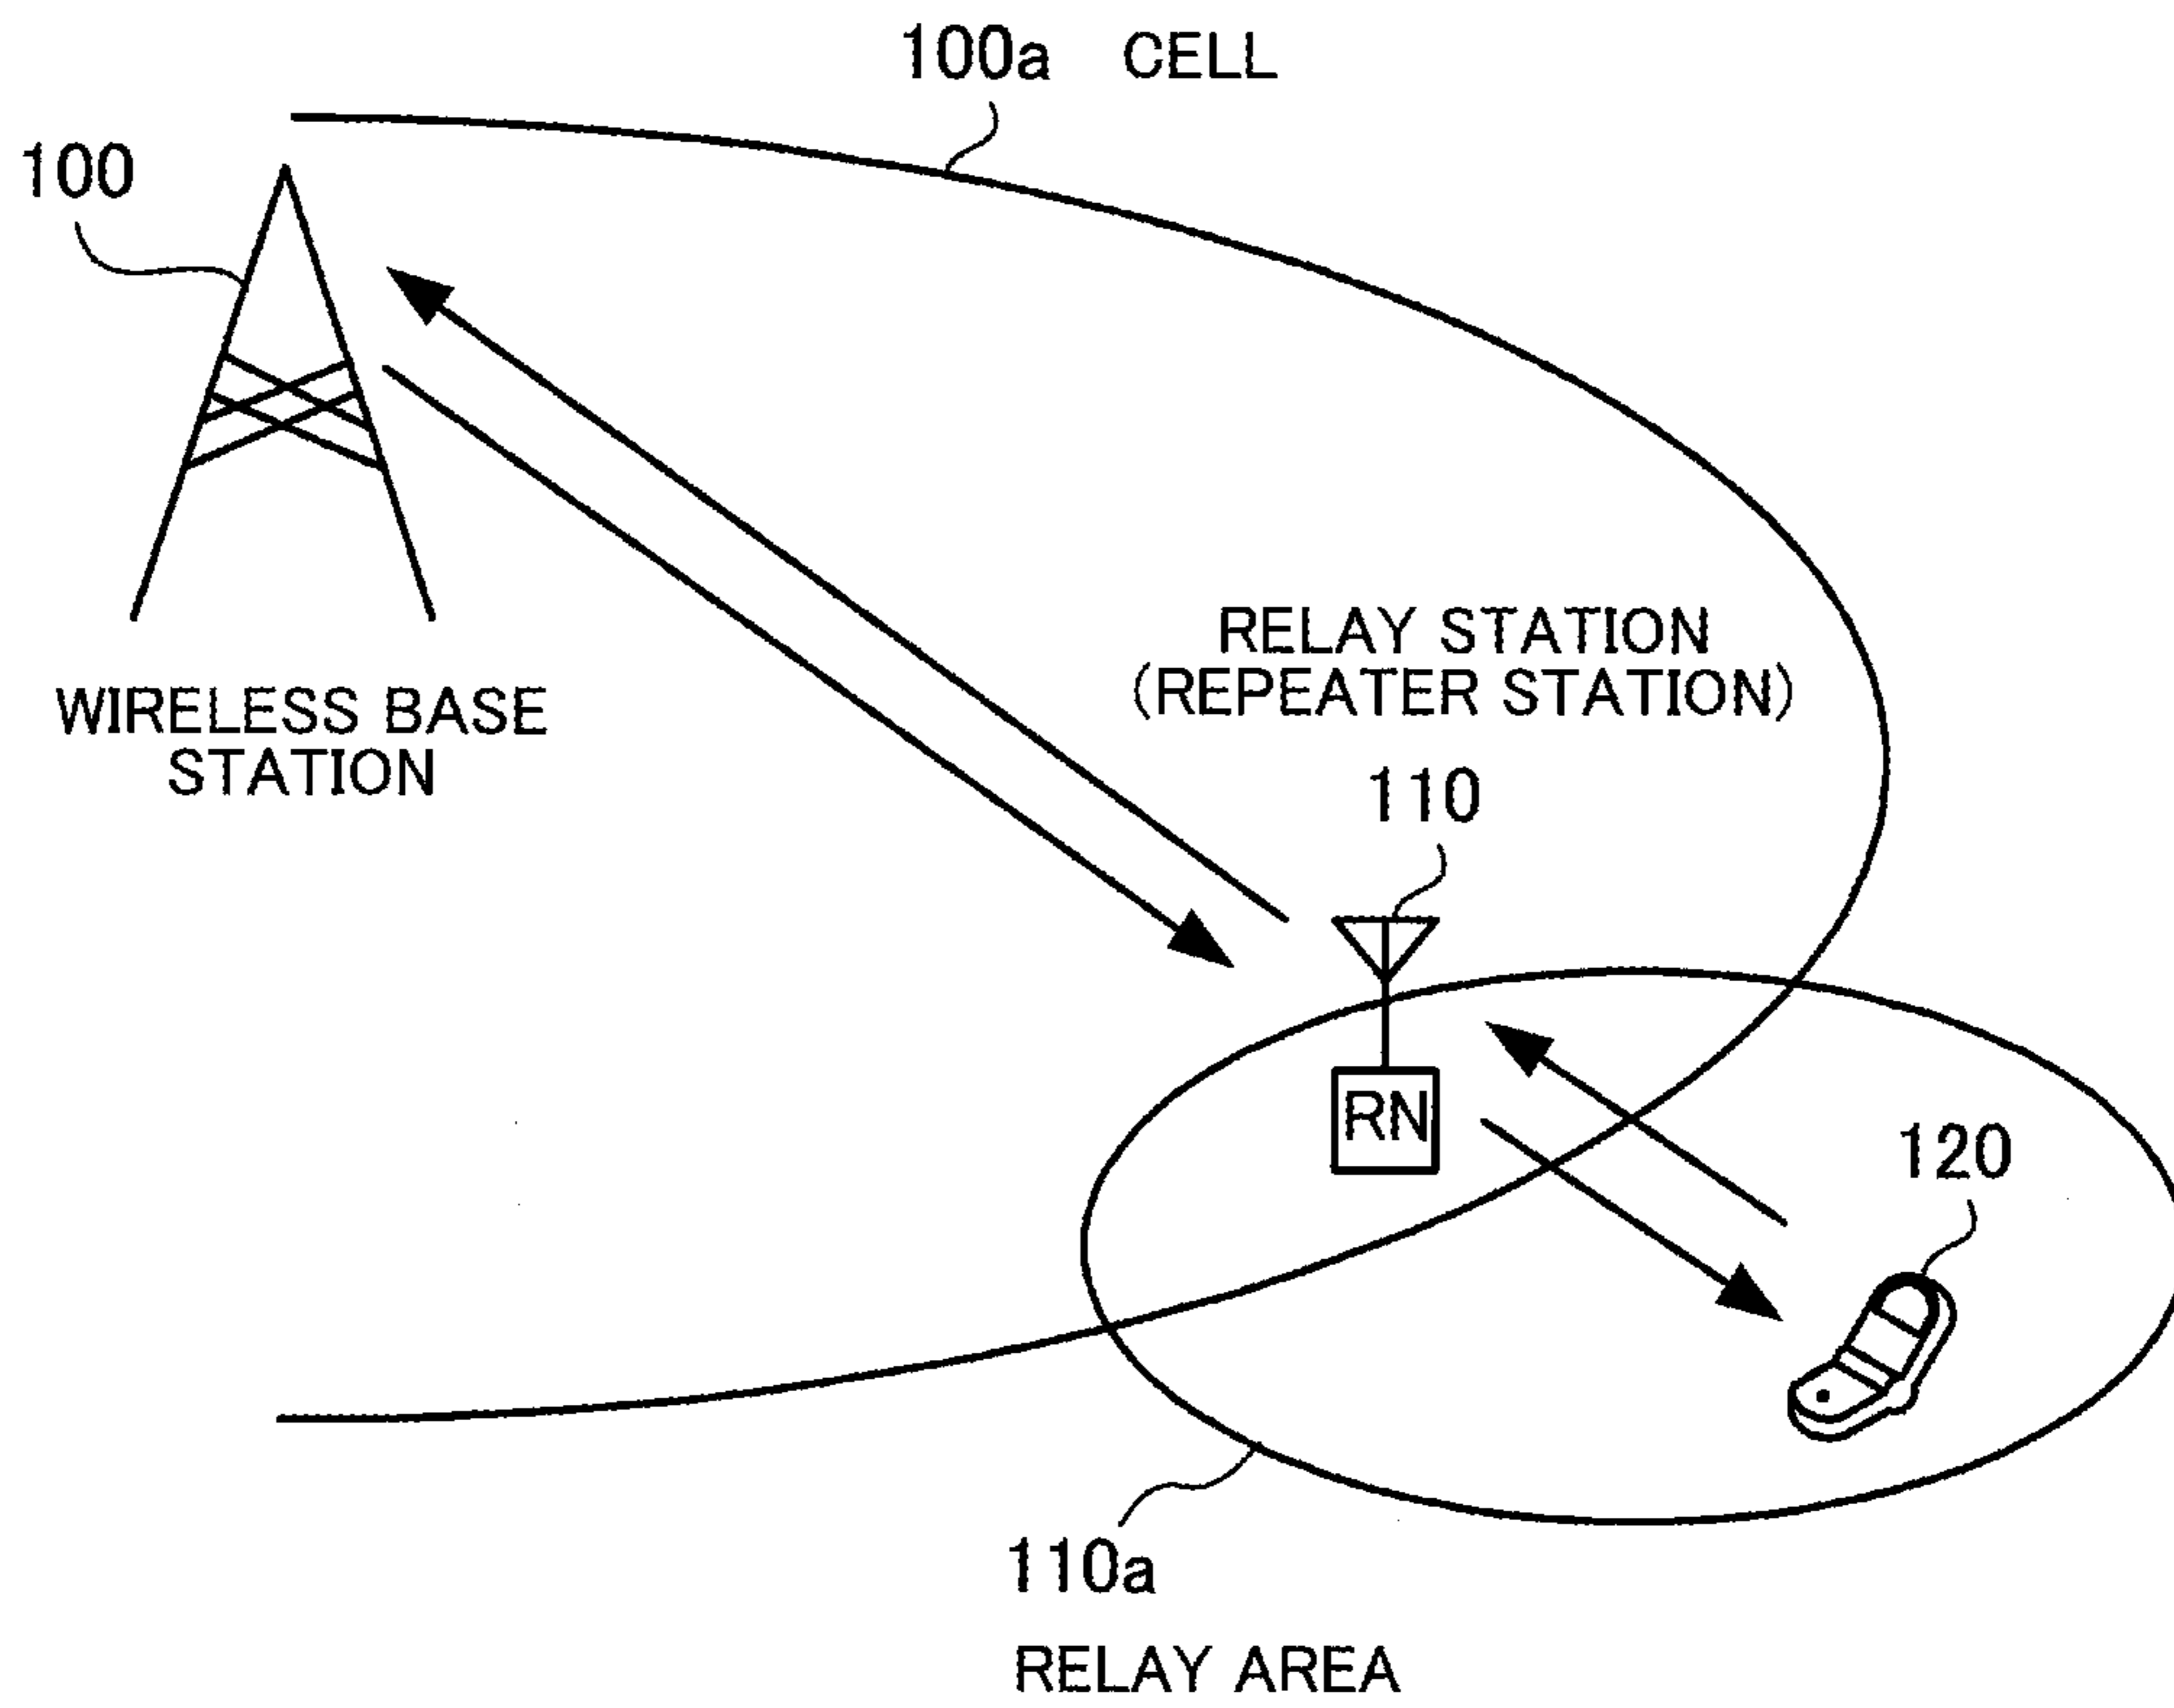 100a CELL
100
WIRELESS BASE
STATION
RELAY STATION
(REPEATER STATION)
110
RN
120
110a
RELAY AREA